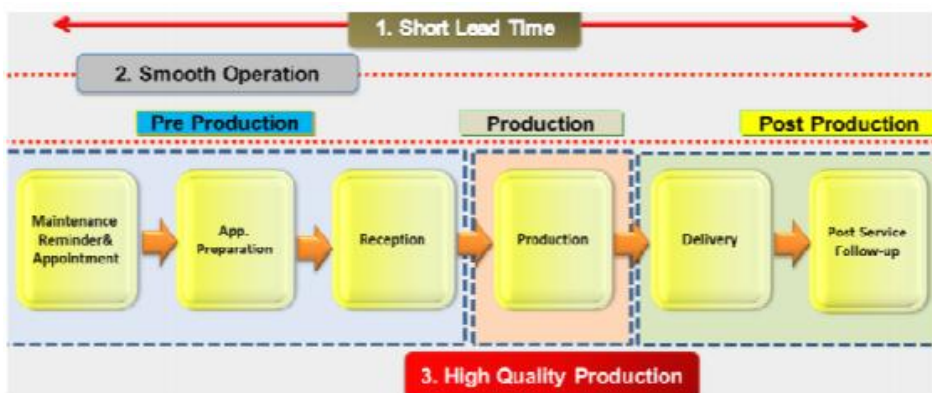 1. Short Lead Time
2. Smooth Operation
Pre Production
Production
Post Production
Maintenance
Reminder&
Appointment
App.
Preparation
Reception
Production
Delivery
Post Service
Follow-up
3. High Quality Production